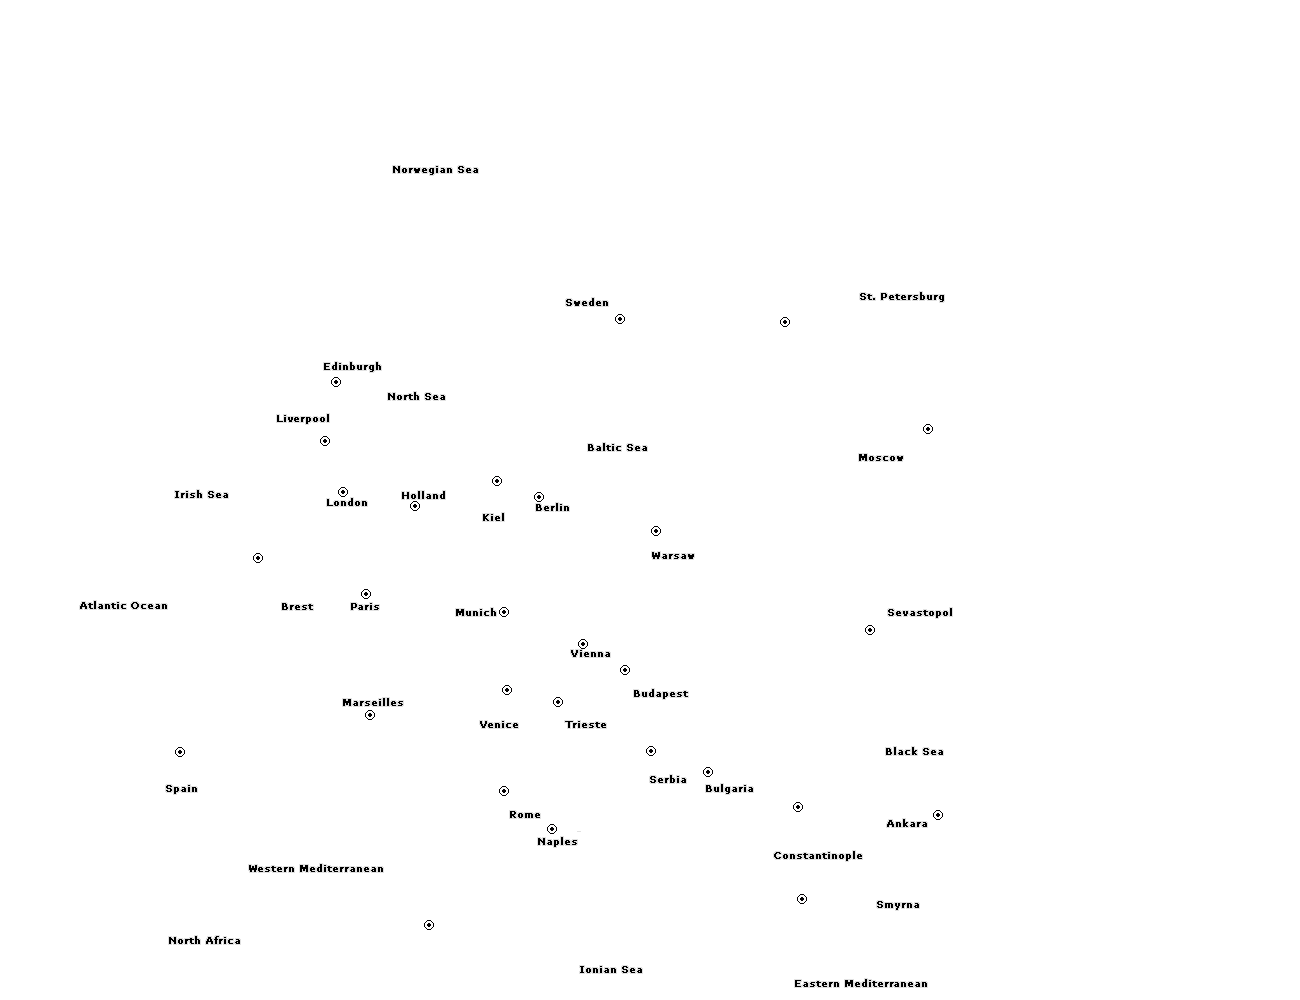 Norwegian Sea
St. Petersburg
Sweden
Edinburgh
North Sea
Liverpool
Baltic Sea
Moscow
Irish Sea
Holland
London
Berlin
Kiel
Warsaw
Atlantic Ocean
Brest
Paris
Munich
Sevastopol
Vienna
Budapest
Marseilles
Venice
Trieste
Black Sea
Serbia
Spain
Bulgaria
Rome
Ankara
Naples
Constantinople
Western Mediterranean
Smyrna
North Africa
Ionian Sea
Eastern Mediterranean